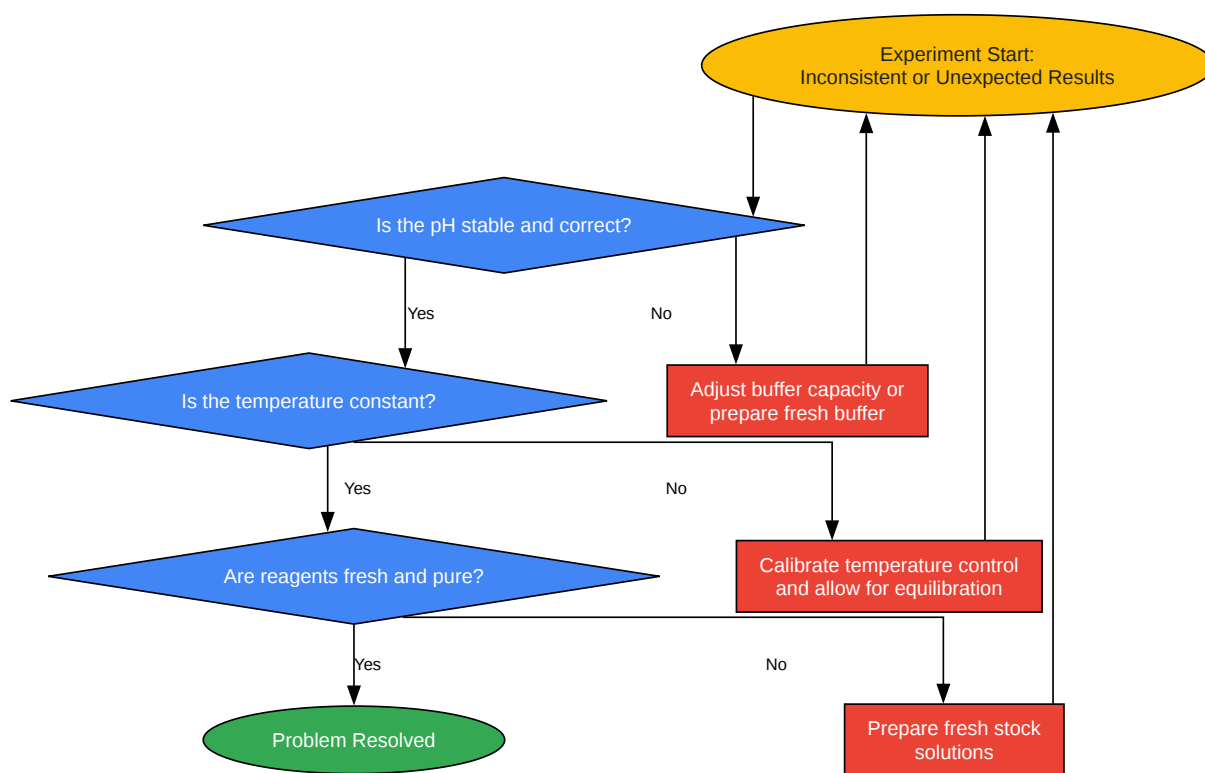 Experiment Start:
Inconsistent or Unexpected Results
Is the pH stable and correct?
Yes
No
Is the temperature constant?
Adjust buffer capacity or
prepare fresh buffer
Yes
No
Are reagents fresh and pure?
Calibrate temperature control
and allow for equilibration
Yes
No
Problem Resolved
Prepare fresh stock
solutions